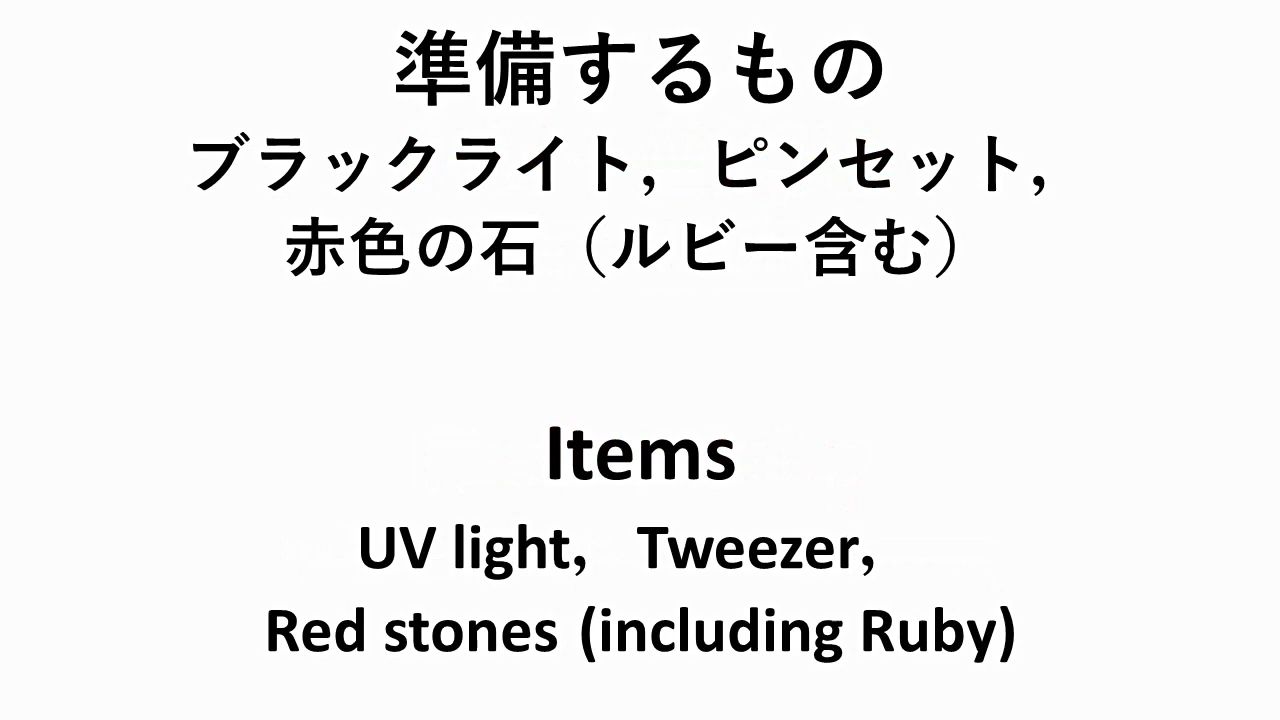 準備するもの
ブラックライト，ピンセット，
赤色の石（ルビー含む）
Items
UV light,  Tweezer,
Red stones (including Ruby)